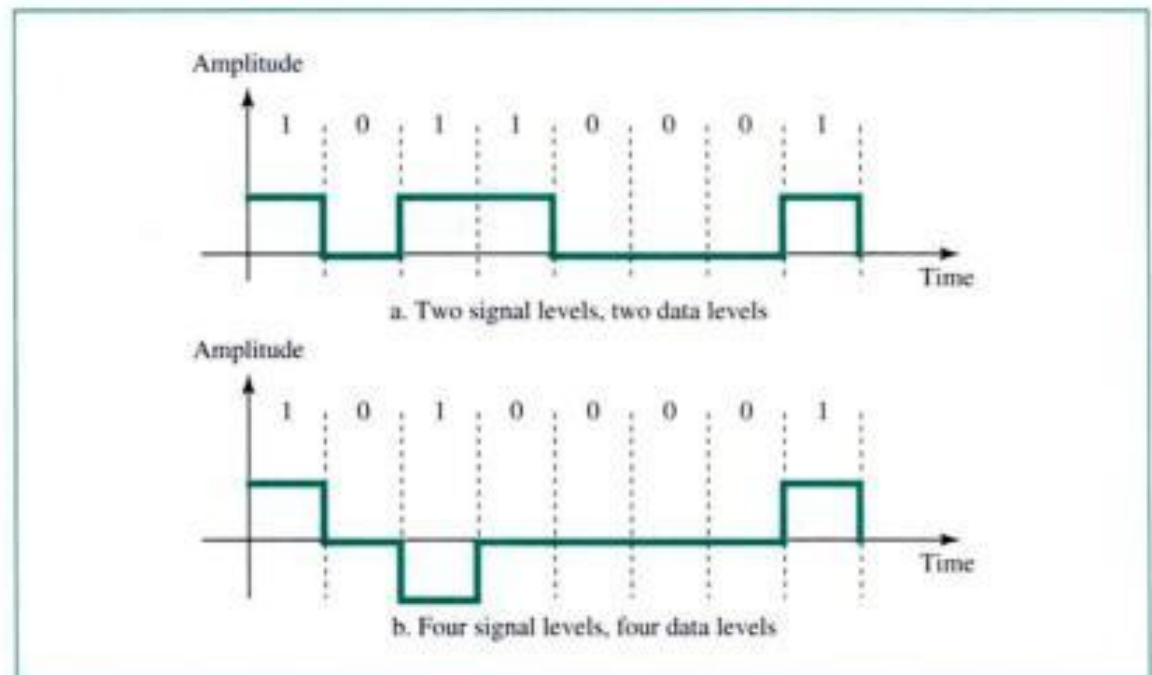 Amplitude
1 0 1 1 0 0 0 1
Time
a. Two signal levels, two data levels
Amplitude
1 0 1 0 0 0 0 1
Time
b. Four signal levels, four data levels